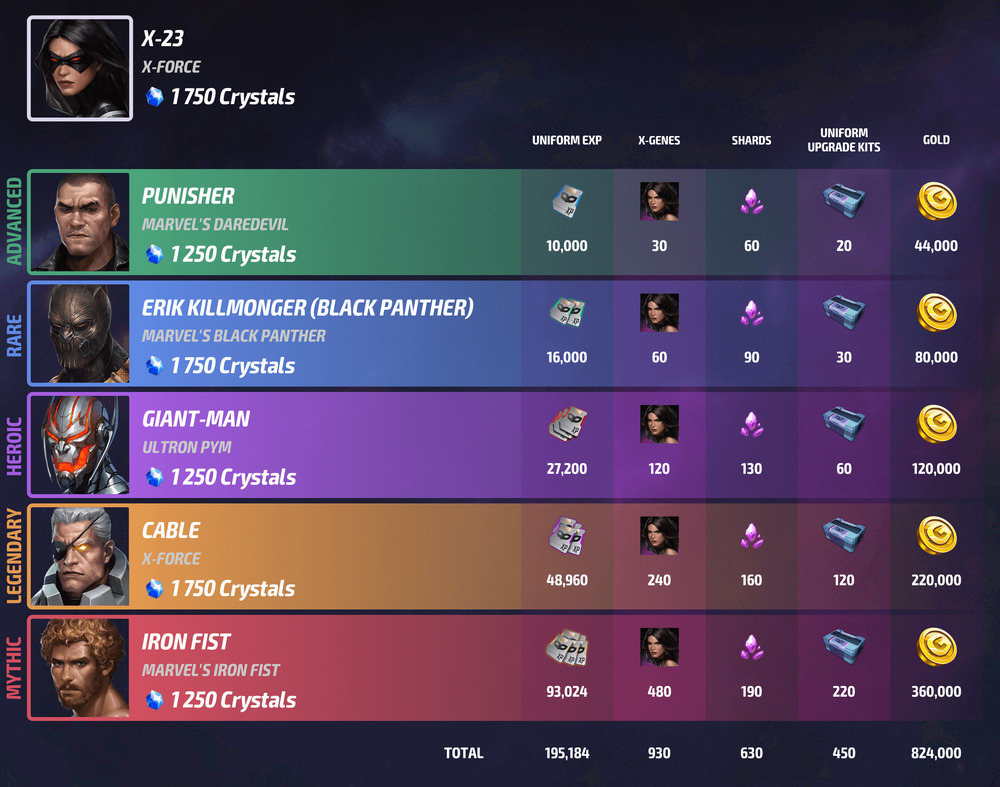 X-23
X-FORCE
1 750 Crystals
UNIFORM EXP X-GENES SHARDS UNIFORM UPGRADE KITS GOLD
ADVANCED
PUNISHER
MARVEL'S DAREDEVIL
1 250 Crystals
10,000 30 60 20 44,000
RARE
ERIK KILLMONGER (BLACK PANTHER)
MARVEL'S BLACK PANTHER
1 750 Crystals
16,000 60 90 30 80,000
HEROIC
GIANT-MAN
ULTRON PYM
1 250 Crystals
27,200 120 130 60 120,000
LEGENDARY
CABLE
X-FORCE
1 750 Crystals
48,960 240 160 120 220,000
MYTHIC
IRON FIST
MARVEL'S IRON FIST
1 250 Crystals
93,024 480 190 220 360,000
TOTAL 195,184 930 630 450 824,000